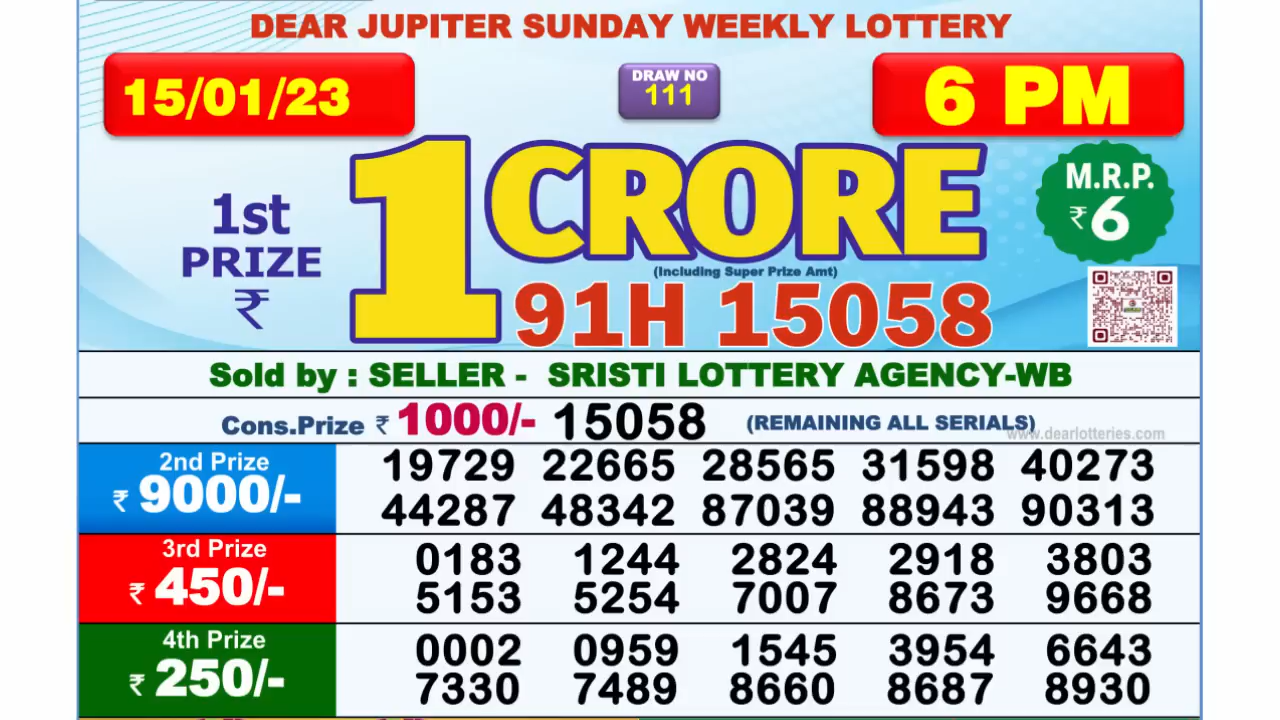 DEAR JUPITER SUNDAY WEEKLY LOTTERY
15/01/23
DRAW NO
111
6 PM
1st
PRIZE
₹
1 CRORE
(Including Super Prize Amt)
91H 15058
M.R.P.
₹ 6
Sold by : SELLER - SRISTI LOTTERY AGENCY-WB
Cons.Prize ₹ 1000/- 15058 (REMAINING ALL SERIALS)
www.dearlotteries.com
2nd Prize
₹ 9000/-
19729 22665 28565 31598 40273
44287 48342 87039 88943 90313
3rd Prize
₹ 450/-
0183 1244 2824 2918 3803
5153 5254 7007 8673 9668
4th Prize
₹ 250/-
0002 0959 1545 3954 6643
7330 7489 8660 8687 8930